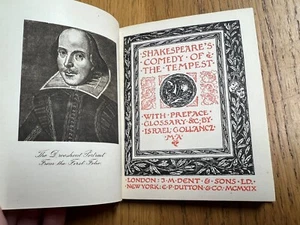 The Droeshout Portrait
From the First Folio.
SHAKESPEARE'S
COMEDY OF
THE TEMPEST
WITH PREFACE
GLOSSARY &C; BY
ISRAEL GOLLANCZ
M·A·
LONDON: J·M·DENT & SONS LD.
NEW YORK: E·P·DUTTON & CO: MCMXIX